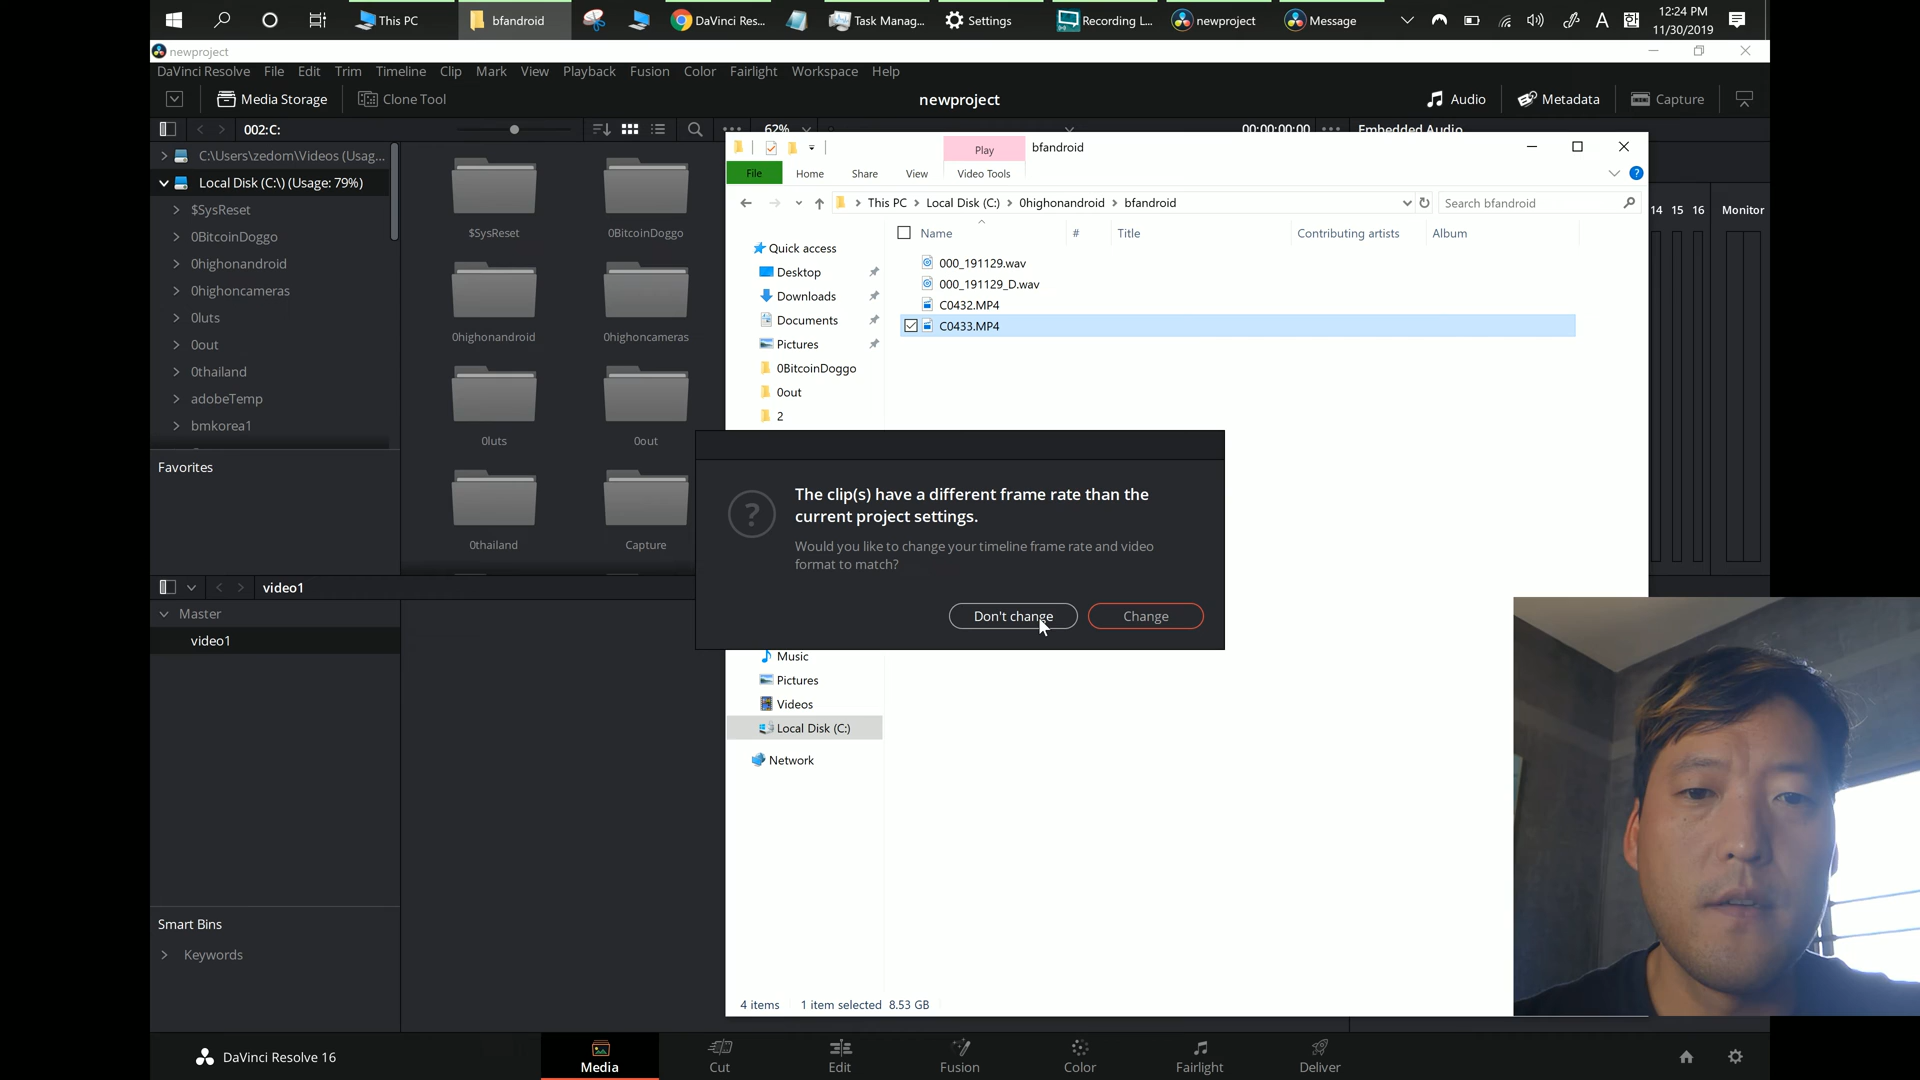 This PC
bfandroid
DaVinci Res...
Task Manag...
Settings
Recording L...
newproject
Message
A
12:24 PM
11/30/2019
newproject
DaVinci Resolve File Edit Trim Timeline Clip Mark View Playback Fusion Color Fairlight Workspace Help
Media Storage
Clone Tool
newproject
Audio
Metadata
Capture
002:C:
62%
00:00:00:00
Embedded Audio
C:\Users\zedom\Videos (Usag...
Local Disk (C:\) (Usage: 79%)
$SysReset
0BitcoinDoggo
0highonandroid
0highoncameras
0luts
0out
0thailand
adobeTemp
bmkorea1
Favorites
$SysReset
0BitcoinDoggo
0highonandroid
0highoncameras
0luts
0out
0thailand
Capture
14 15 16 Monitor
Play
bfandroid
File
Home
Share
View
Video Tools
This PC
Local Disk (C:)
0highonandroid
bfandroid
Search bfandroid
Name
#
Title
Contributing artists
Album
Quick access
Desktop
Downloads
Documents
Pictures
0BitcoinDoggo
0out
2
000_191129.wav
000_191129_D.wav
C0432.MP4
C0433.MP4
?
The clip(s) have a different frame rate than the
current project settings.
Would you like to change your timeline frame rate and video
format to match?
Don't change
Change
Music
Pictures
Videos
Local Disk (C:)
Network
4 items
1 item selected 8.53 GB
video1
Master
video1
Smart Bins
Keywords
DaVinci Resolve 16
Media
Cut
Edit
Fusion
Color
Fairlight
Deliver